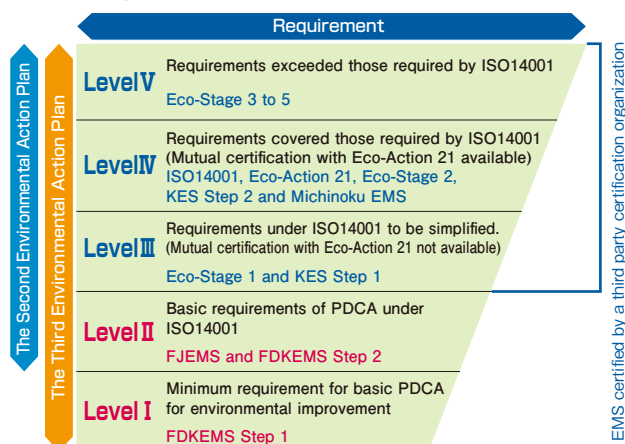 Requirement
The Second Environmental Action Plan
The Third Environmental Action Plan
Level Ⅴ
Requirements exceeded those required by ISO14001
Eco-Stage 3 to 5
Level Ⅳ
Requirements covered those required by ISO14001
(Mutual certification with Eco-Action 21 available)
ISO14001, Eco-Action 21, Eco-Stage 2,
KES Step 2 and Michinoku EMS
Level Ⅲ
Requirements under ISO14001 to be simplified.
(Mutual certification with Eco-Action 21 not available)
Eco-Stage 1 and KES Step 1
Level Ⅱ
Basic requirements of PDCA under
ISO14001
FJEMS and FDKEMS Step 2
Level Ⅰ
Minimum requirement for basic PDCA
for environmental improvement
FDKEMS Step 1
EMS certified by a third party certification organization